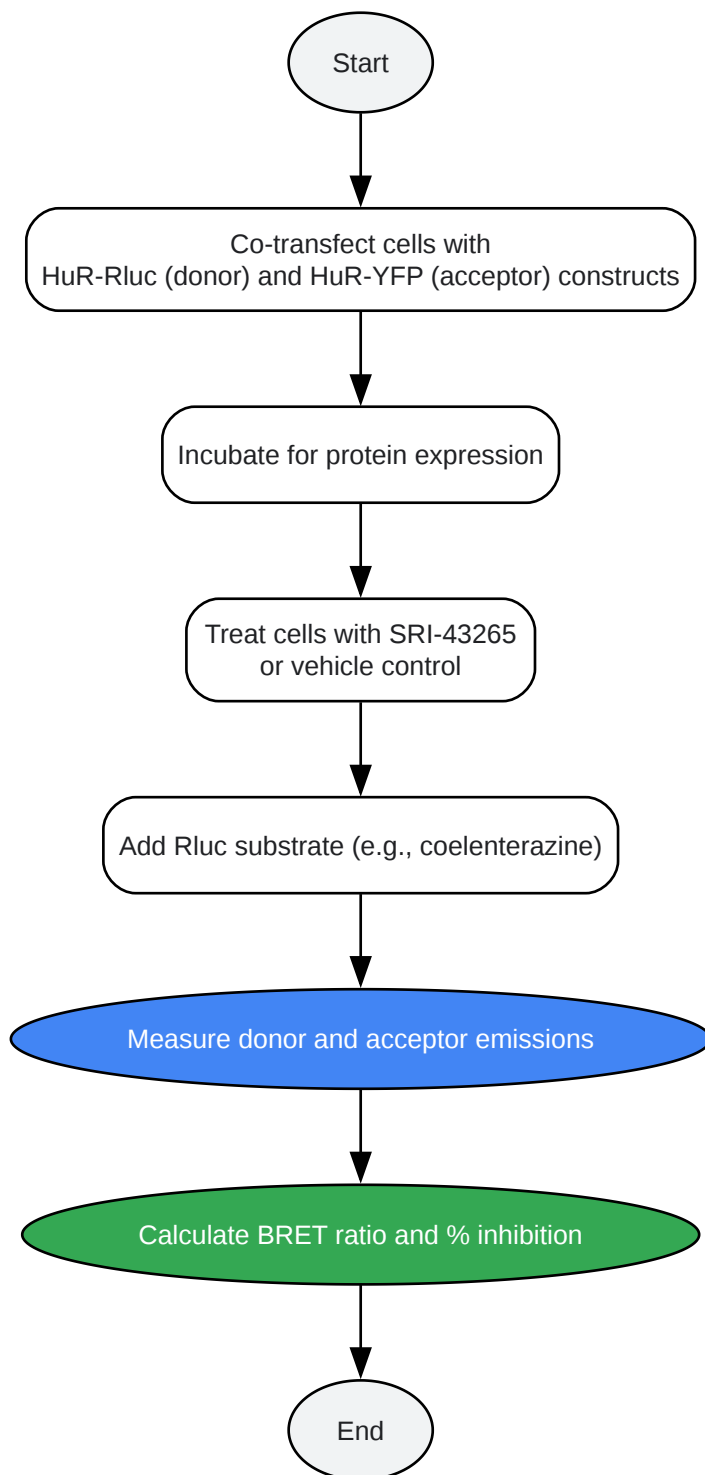 Start
Co-transfect cells with
HuR-Rluc (donor) and HuR-YFP (acceptor) constructs
Incubate for protein expression
Treat cells with SRI-43265
or vehicle control
Add Rluc substrate (e.g., coelenterazine)
Measure donor and acceptor emissions
Calculate BRET ratio and % inhibition
End